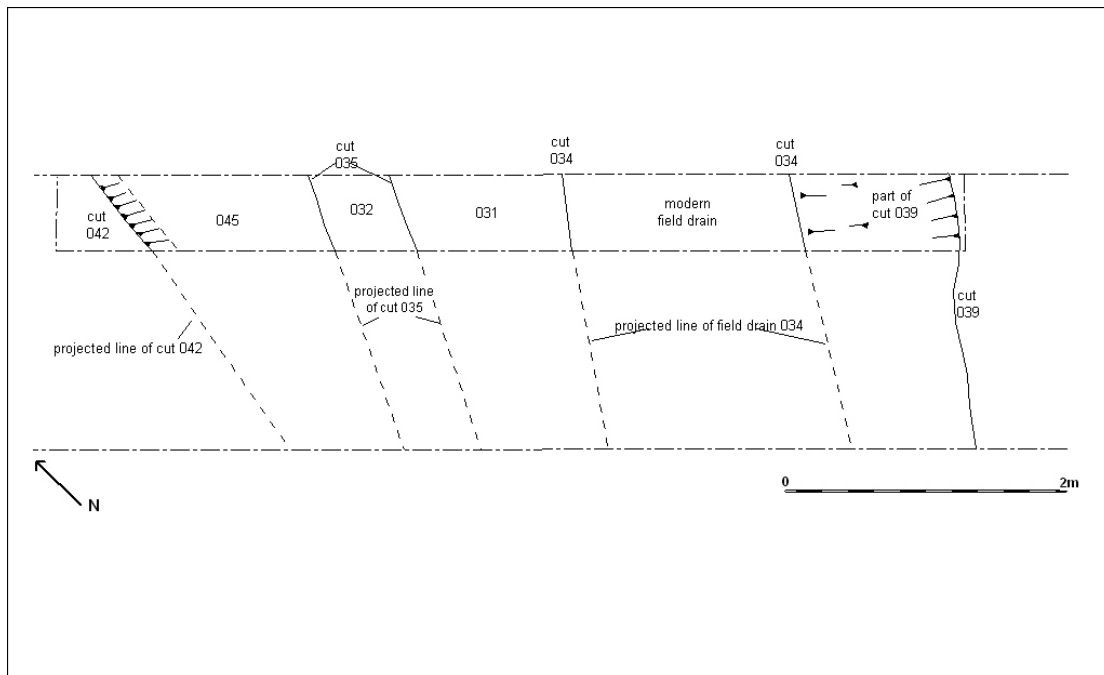 cut
035
cut
034
cut
034
cut
042
045
032
031
modern
field drain
part of
cut 039
projected line
of cut 035
cut
039
projected line of field drain 034
projected line of cut 042
N
0
2m